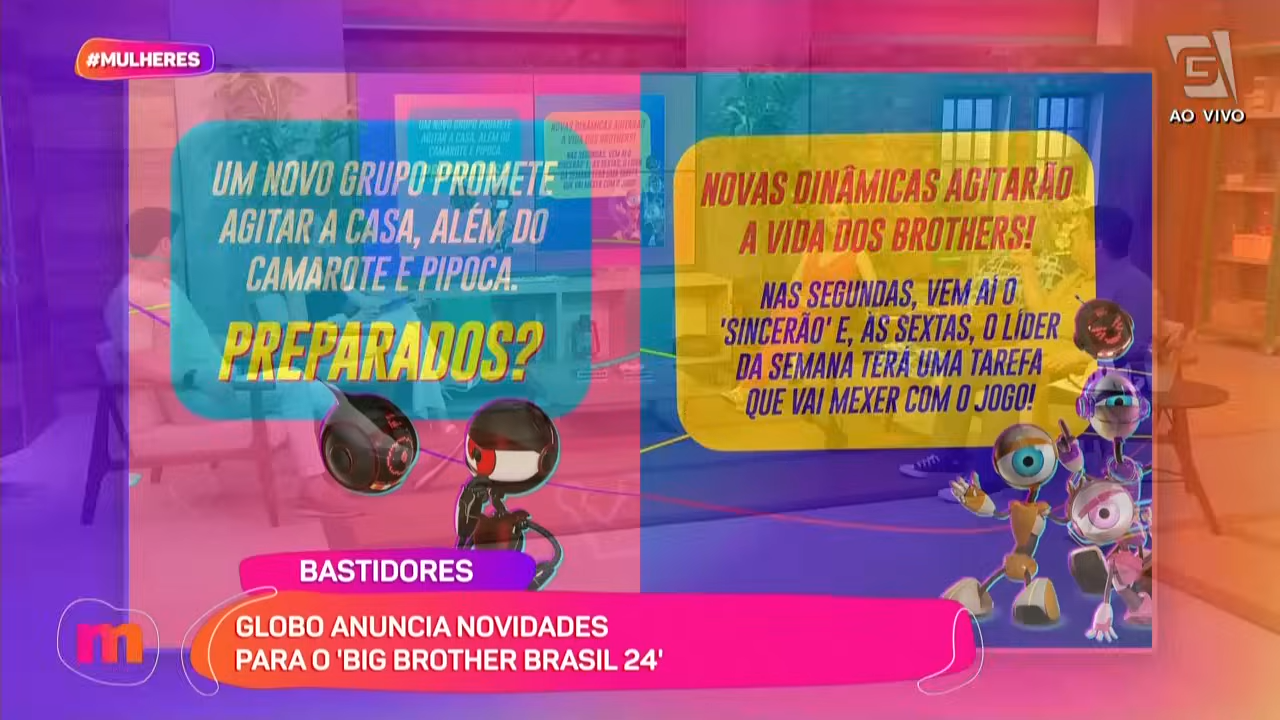 #MULHERES
AO VIVO
UM NOVO GRUPO PROMETE
AGITAR A CASA, ALÉM DO
CAMAROTE E PIPOCA.
PREPARADOS?
NOVAS DINÂMICAS AGITARÃO
A VIDA DOS BROTHERS!
NAS SEGUNDAS, VEM AÍ O
'SINCERÃO' E, ÀS SEXTAS, O LÍDER
DA SEMANA TERÁ UMA TAREFA
QUE VAI MEXER COM O JOGO!
BASTIDORES
GLOBO ANUNCIA NOVIDADES
PARA O 'BIG BROTHER BRASIL 24'
m